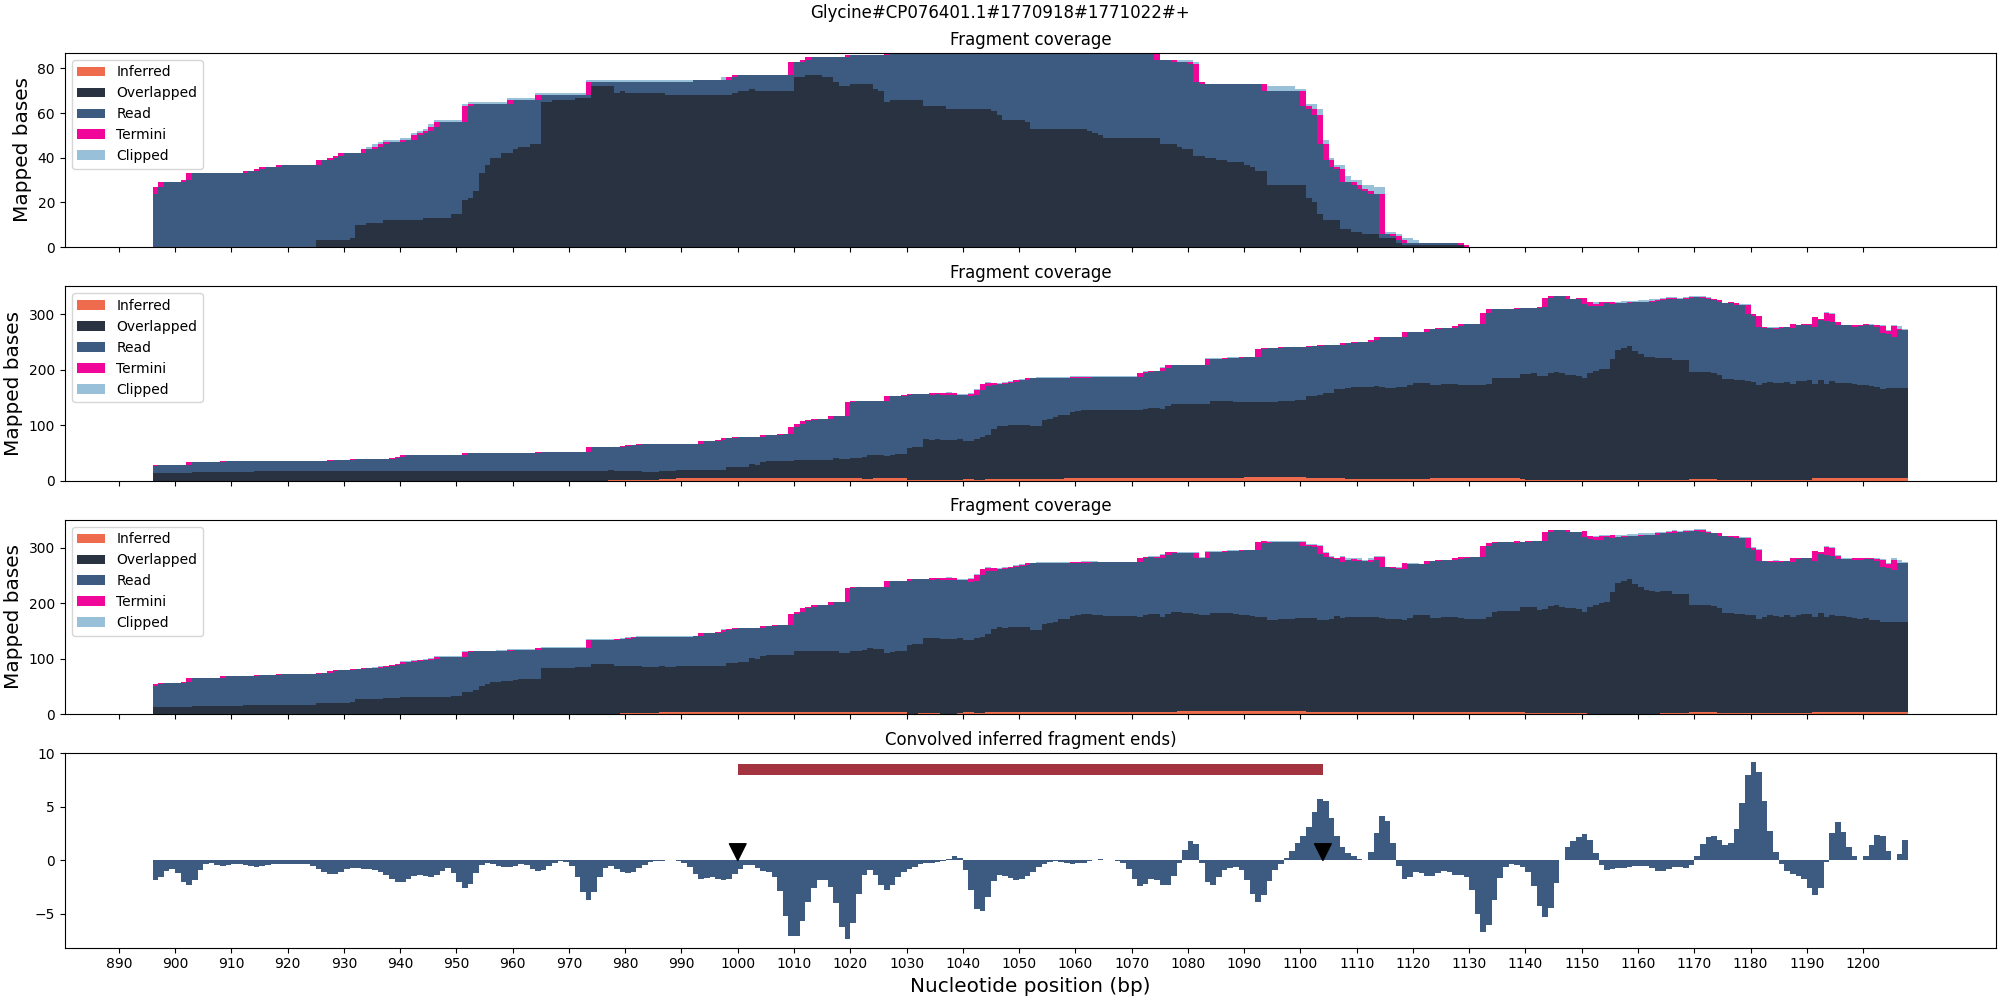 Glycine#CP076401.1#1770918#1771022#+
Fragment coverage
Mapped bases
80
60
40
20
0
Inferred
Overlapped
Read
Termini
Clipped
Fragment coverage
Mapped bases
300
200
100
0
Inferred
Overlapped
Read
Termini
Clipped
Fragment coverage
Mapped bases
300
200
100
0
Inferred
Overlapped
Read
Termini
Clipped
Convolved inferred fragment ends)
10
5
0
−5
890 900 910 920 930 940 950 960 970 980 990 1000 1010 1020 1030 1040 1050 1060 1070 1080 1090 1100 1110 1120 1130 1140 1150 1160 1170 1180 1190 1200
Nucleotide position (bp)